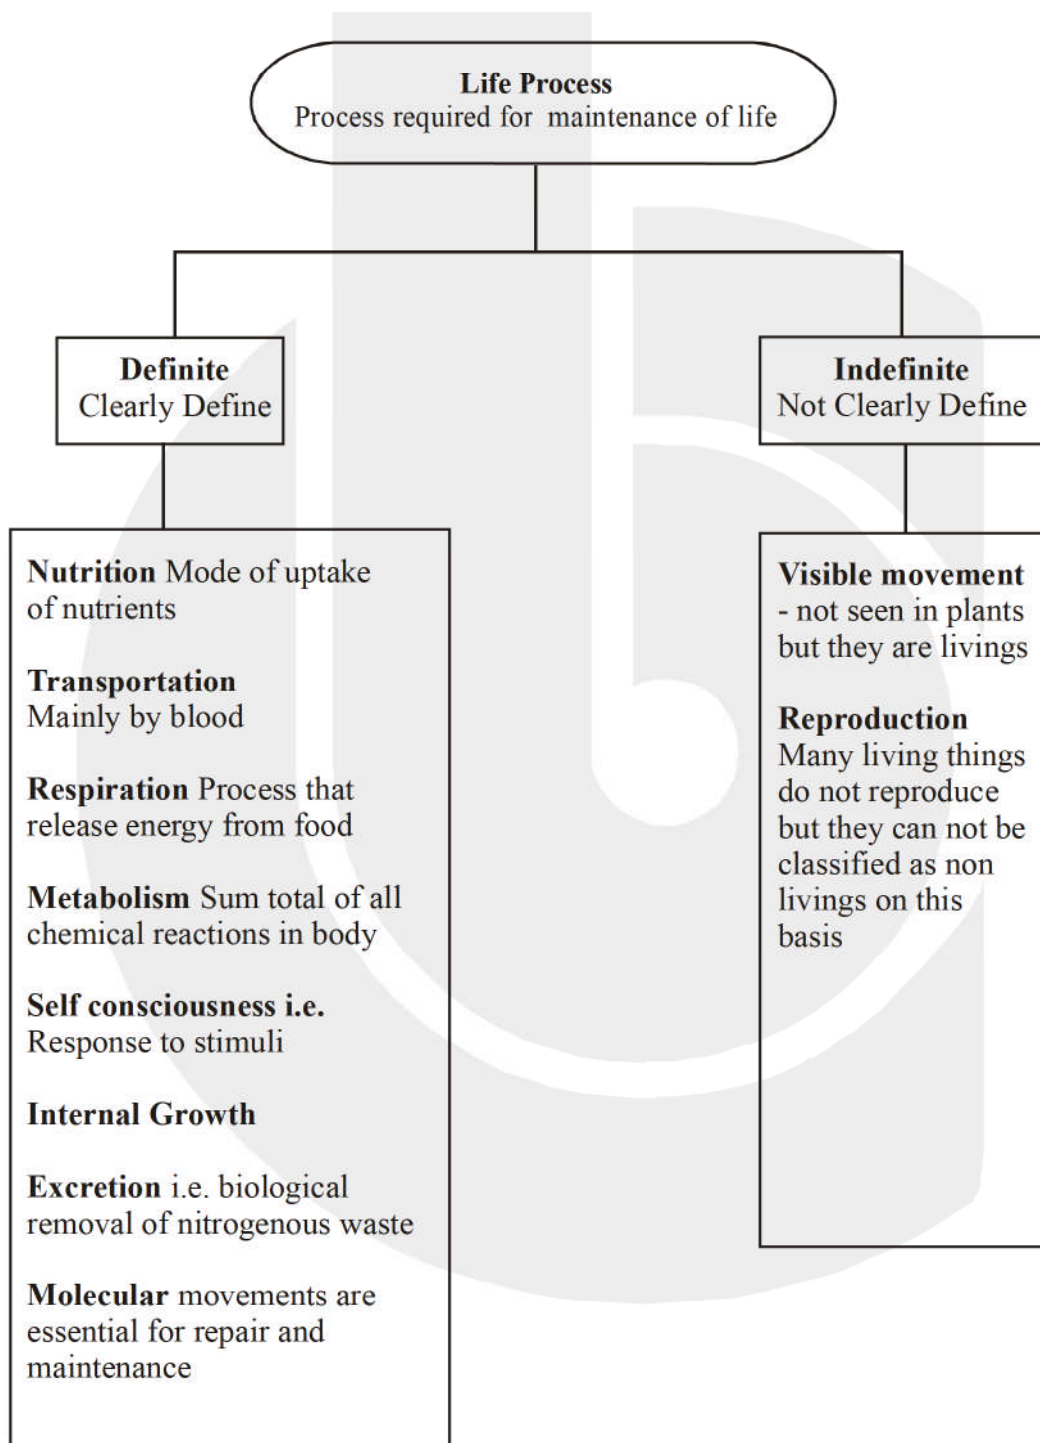 Life Process
Process required for maintenance of life
Definite
Clearly Define
Indefinite
Not Clearly Define
Nutrition Mode of uptake
of nutrients
Transportation
Mainly by blood
Respiration Process that
release energy from food
Metabolism Sum total of all
chemical reactions in body
Self consciousness i.e.
Response to stimuli
Internal Growth
Excretion i.e. biological
removal of nitrogenous waste
Molecular movements are
essential for repair and
maintenance
Visible movement
- not seen in plants
but they are livings
Reproduction
Many living things
do not reproduce
but they can not be
classified as non
livings on this
basis